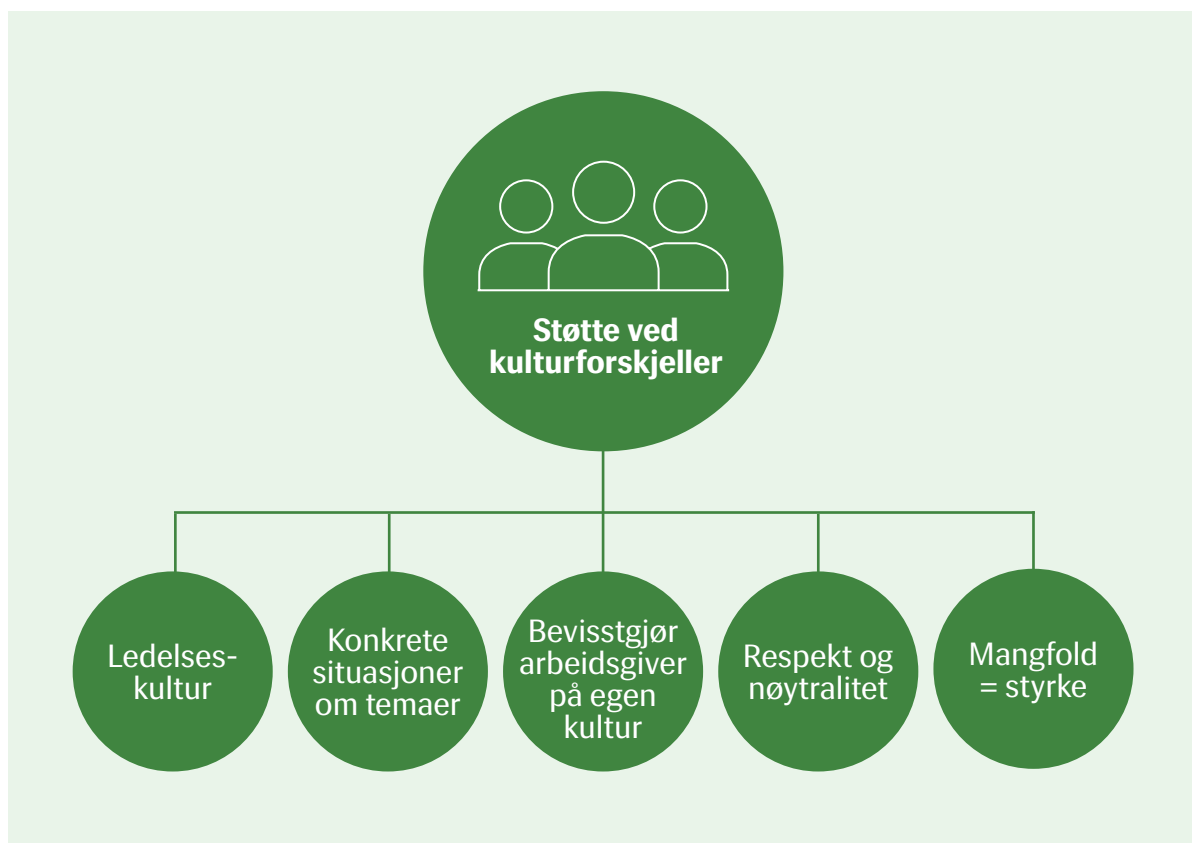 Støtte ved
kulturforskjeller
Ledelses-
kultur
Konkrete
situasjoner
om temaer
Bevisstgjør
arbeidsgiver
på egen
kultur
Respekt og
nøytralitet
Mangfold
= styrke